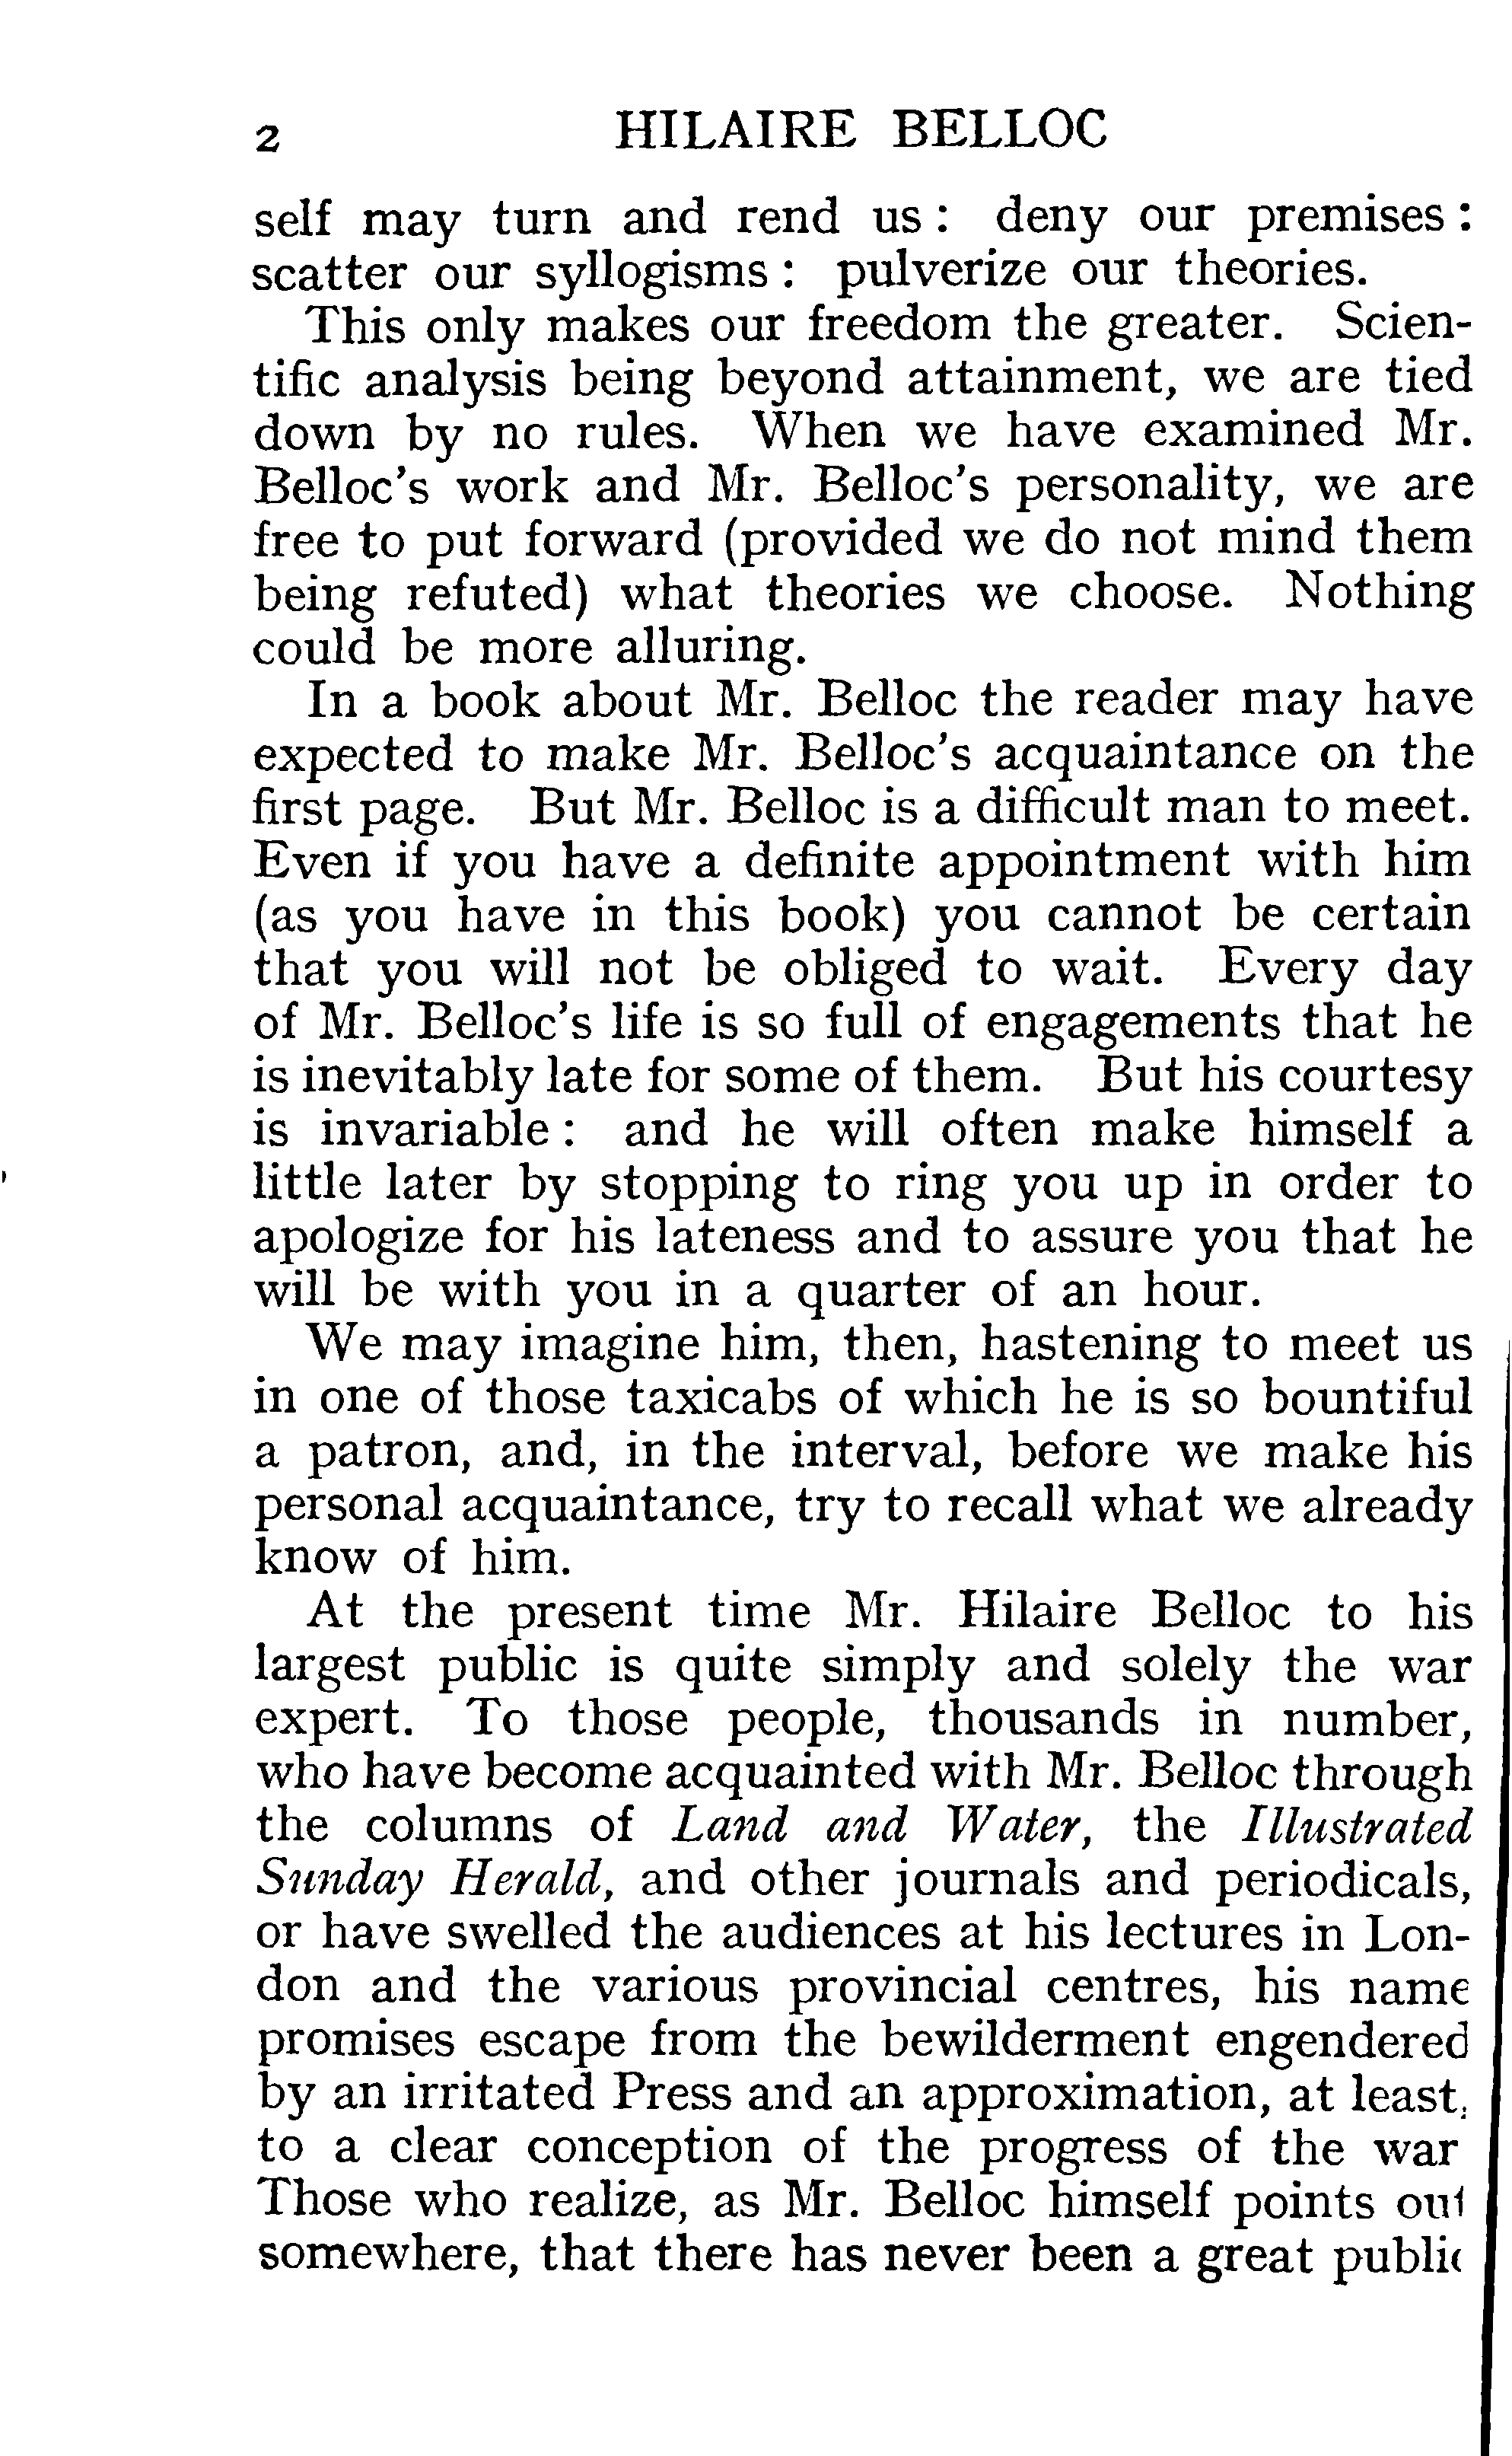 2 HILAIRE BELLOC
self may turn and rend us : deny our premises :
scatter our syllogisms : pulverize our theories.
This only makes our freedom the greater. Scien-
tific analysis being beyond attainment, we are tied
down by no rules. When we have examined Mr.
Belloc's work and Mr. Belloc's personality, we are
free to put forward (provided we do not mind them
being refuted) what theories we choose. Nothing
could be more alluring.
In a book about Mr. Belloc the reader may have
expected to make Mr. Belloc's acquaintance on the
first page. But Mr. Belloc is a difficult man to meet.
Even if you have a definite appointment with him
(as you have in this book) you cannot be certain
that you will not be obliged to wait. Every day
of Mr. Belloc's life is so full of engagements that he
is inevitably late for some of them. But his courtesy
is invariable : and he will often make himself a
little later by stopping to ring you up in order to
apologize for his lateness and to assure you that he
will be with you in a quarter of an hour.
We may imagine him, then, hastening to meet us
in one of those taxicabs of which he is so bountiful
a patron, and, in the interval, before we make his
personal acquaintance, try to recall what we already
know of him.
At the present time Mr. Hilaire Belloc to his
largest public is quite simply and solely the war
expert. To those people, thousands in number,
who have become acquainted with Mr. Belloc through
the columns of Land and Water, the Illustrated
Sunday Herald, and other journals and periodicals,
or have swelled the audiences at his lectures in Lon-
don and the various provincial centres, his name
promises escape from the bewilderment engendered
by an irritated Press and an approximation, at least,
to a clear conception of the progress of the war
Those who realize, as Mr. Belloc himself points out
somewhere, that there has never been a great public